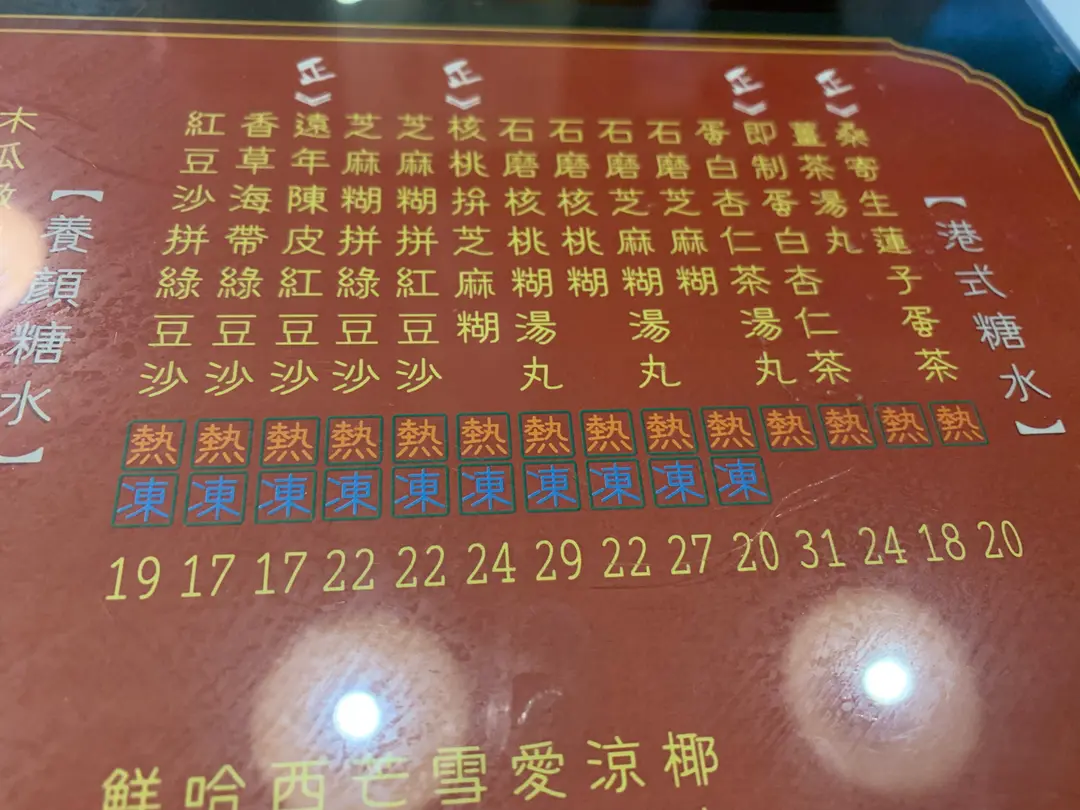 【港式糖水】
正 桑寄生蓮子蛋茶 熱 20
薑茶湯丸 熱 18
正 即制蛋白杏仁茶 熱 24
蛋白杏仁茶湯丸 熱 31
石磨芝麻糊 熱 凍 20
石磨芝麻糊湯丸 熱 凍 27
石磨核桃糊 熱 凍 22
石磨核桃糊湯丸 熱 凍 29
正 核桃拚芝麻糊 熱 凍 24
芝麻糊拼紅豆沙 熱 凍 22
芝麻糊拼綠豆沙 熱 凍 22
正 遠年陳皮紅豆沙 熱 凍 17
香草海帶綠豆沙 熱 凍 17
紅豆沙拼綠豆沙 熱 凍 19
【養顏糖水】
木瓜
椰
涼
愛
雪
芒
西
哈
鮮